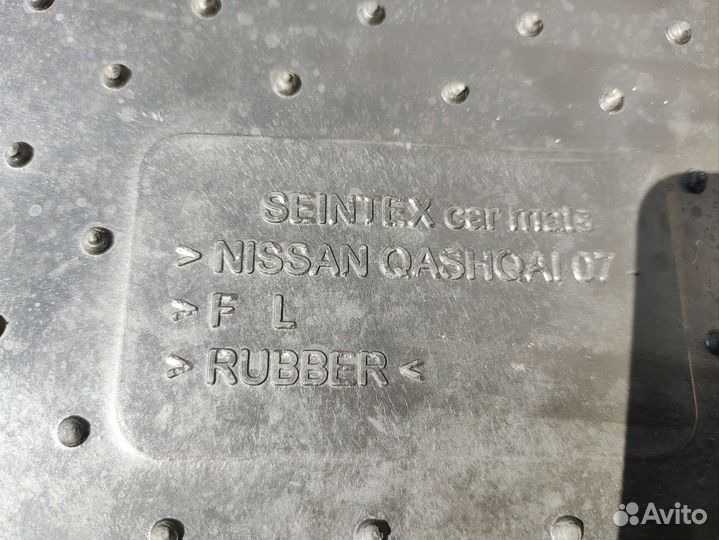 SEINTEX car mats
> NISSAN QASHQAI 07
> F L
> RUBBER <
Avito